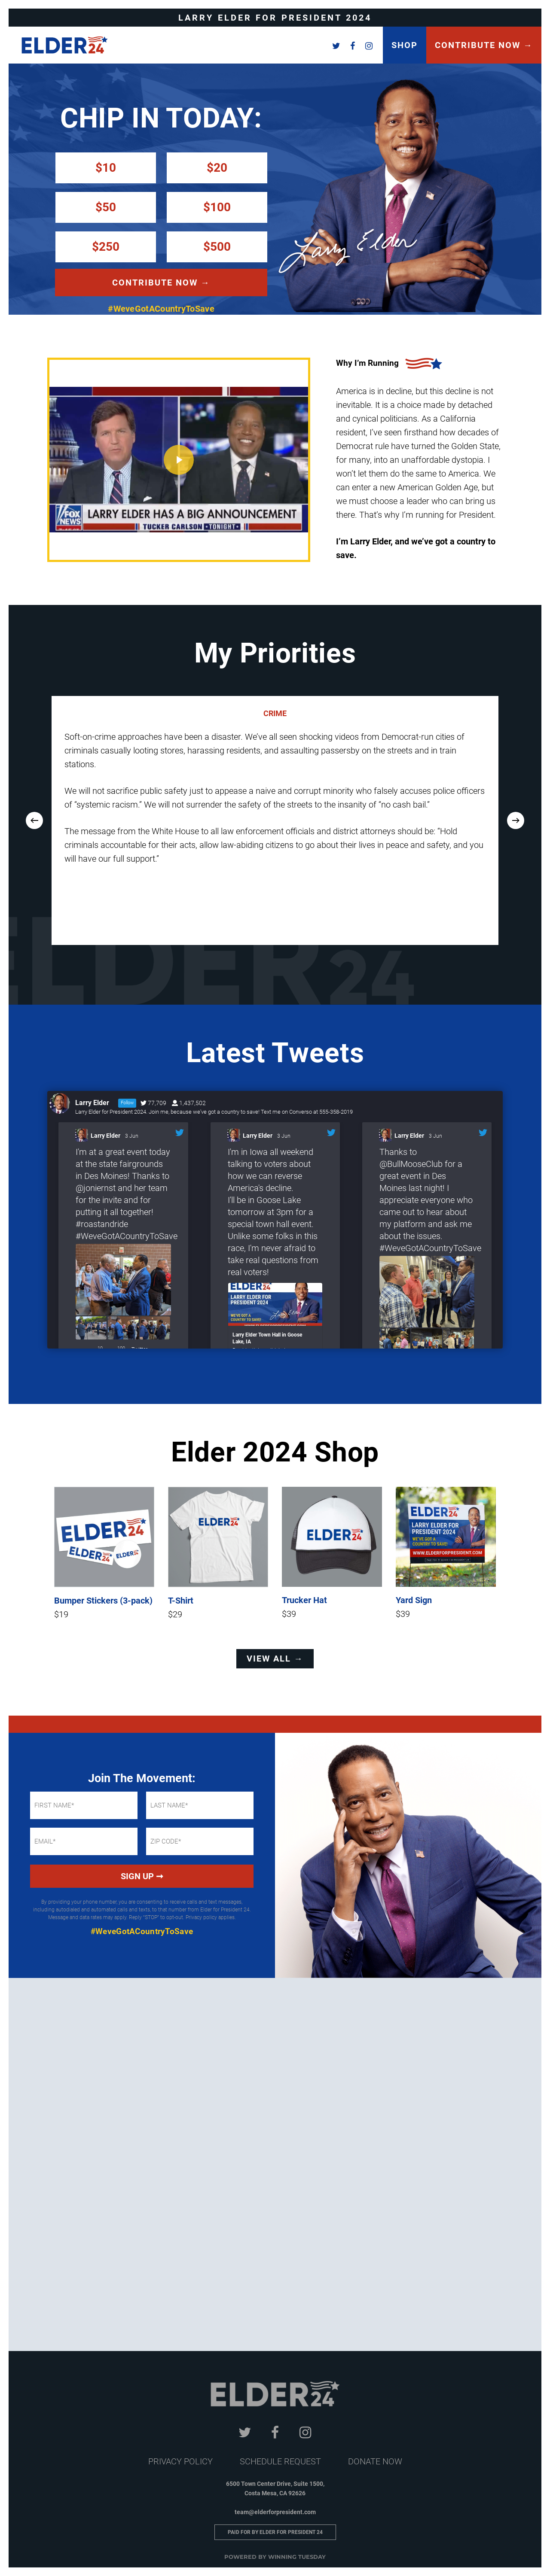 LARRY ELDER FOR PRESIDENT 2024
ELDER24
SHOP
CONTRIBUTE NOW →
CHIP IN TODAY:
$10
$20
$50
$100
$250
$500
CONTRIBUTE NOW →
#WeveGotACountryToSave
Larry Elder
FOX NEWS
LARRY ELDER HAS A BIG ANNOUNCEMENT
TUCKER CARLSON TONIGHT
Why I'm Running
America is in decline, but this decline is not
inevitable. It is a choice made by detached
and cynical politicians. As a California
resident, I've seen firsthand how decades of
Democrat rule have turned the Golden State,
for many, into an unaffordable dystopia. I
won't let them do the same to America. We
can enter a new American Golden Age, but
we must choose a leader who can bring us
there. That's why I'm running for President.
I'm Larry Elder, and we've got a country to
save.
My Priorities
CRIME
Soft-on-crime approaches have been a disaster. We've all seen shocking videos from Democrat-run cities of
criminals casually looting stores, harassing residents, and assaulting passersby on the streets and in train
stations.
We will not sacrifice public safety just to appease a naive and corrupt minority who falsely accuses police officers
of "systemic racism." We will not surrender the safety of the streets to the insanity of "no cash bail."
The message from the White House to all law enforcement officials and district attorneys should be: "Hold
criminals accountable for their acts, allow law-abiding citizens to go about their lives in peace and safety, and you
will have our full support."
ELDER24
Latest Tweets
Larry Elder Follow 77,709 1,437,502
Larry Elder for President 2024. Join me, because we've got a country to save! Text me on Converso at 555-358-2019
Larry Elder 3 Jun
I'm at a great event today
at the state fairgrounds
in Des Moines! Thanks to
@joniernst and her team
for the invite and for
putting it all together!
#roastandride
#WeveGotACountryToSave
Larry Elder 3 Jun
I'm in Iowa all weekend
talking to voters about
how we can reverse
America's decline.
I'll be in Goose Lake
tomorrow at 3pm for a
special town hall event.
Unlike some folks in this
race, I'm never afraid to
take real questions from
real voters!
ELDER24
LARRY ELDER FOR
PRESIDENT 2024
WE'VE GOT A
COUNTRY TO SAVE!
Larry Elder Town Hall in Goose
Lake, IA
Larry Elder 3 Jun
Thanks to
@BullMooseClub for a
great event in Des
Moines last night! I
appreciate everyone who
came out to hear about
my platform and ask me
about the issues.
#WeveGotACountryToSave
Elder 2024 Shop
ELDER24
ELDER24
ELDER24
ELDER24
ELDER24
ELDER24
LARRY ELDER FOR
PRESIDENT 2024
WE'VE GOT A
COUNTRY TO SAVE!
WWW.ELDERFORPRESIDENT.COM
Bumper Stickers (3-pack)
$19
T-Shirt
$29
Trucker Hat
$39
Yard Sign
$39
VIEW ALL →
Join The Movement:
FIRST NAME*
LAST NAME*
EMAIL*
ZIP CODE*
SIGN UP →
By providing your phone number, you are consenting to receive calls and text messages,
including autodialed and automated calls and texts, to that number from Elder for President 24.
Message and data rates may apply. Reply "STOP" to opt-out. Privacy policy applies.
#WeveGotACountryToSave
ELDER24
PRIVACY POLICY
SCHEDULE REQUEST
DONATE NOW
6500 Town Center Drive, Suite 1500,
Costa Mesa, CA 92626
team@elderforpresident.com
PAID FOR BY ELDER FOR PRESIDENT 24
POWERED BY WINNING TUESDAY